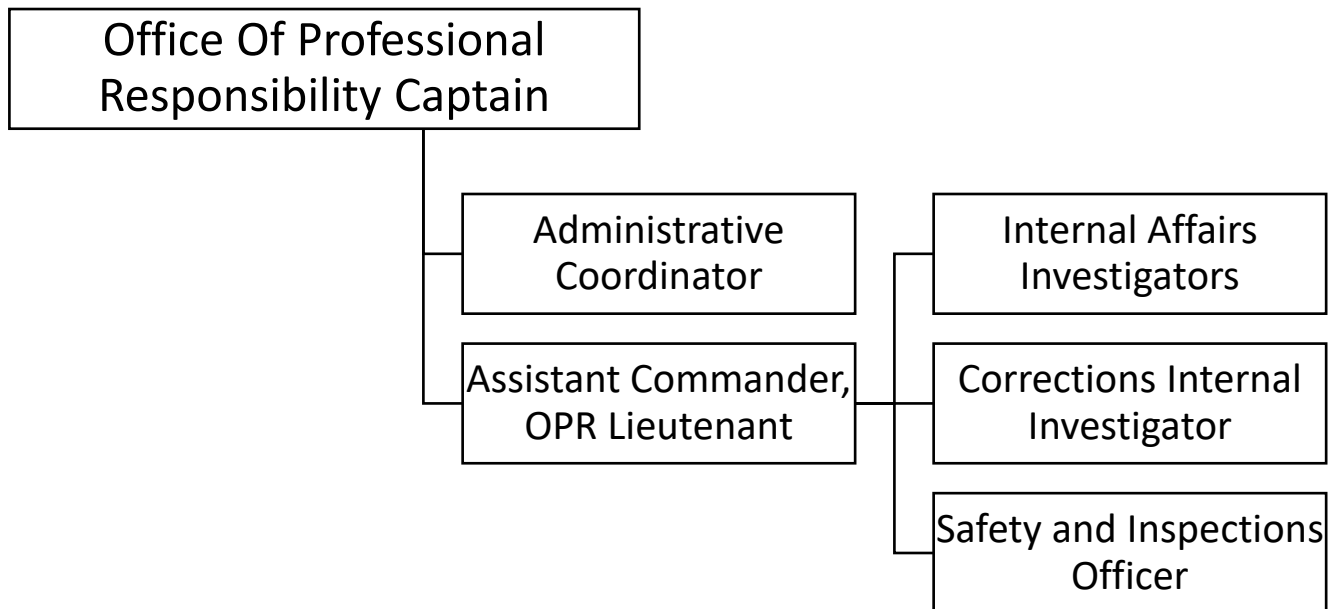 Office Of Professional
Responsibility Captain
Administrative
Coordinator
Internal Affairs
Investigators
Assistant Commander,
OPR Lieutenant
Corrections Internal
Investigator
Safety and Inspections
Officer